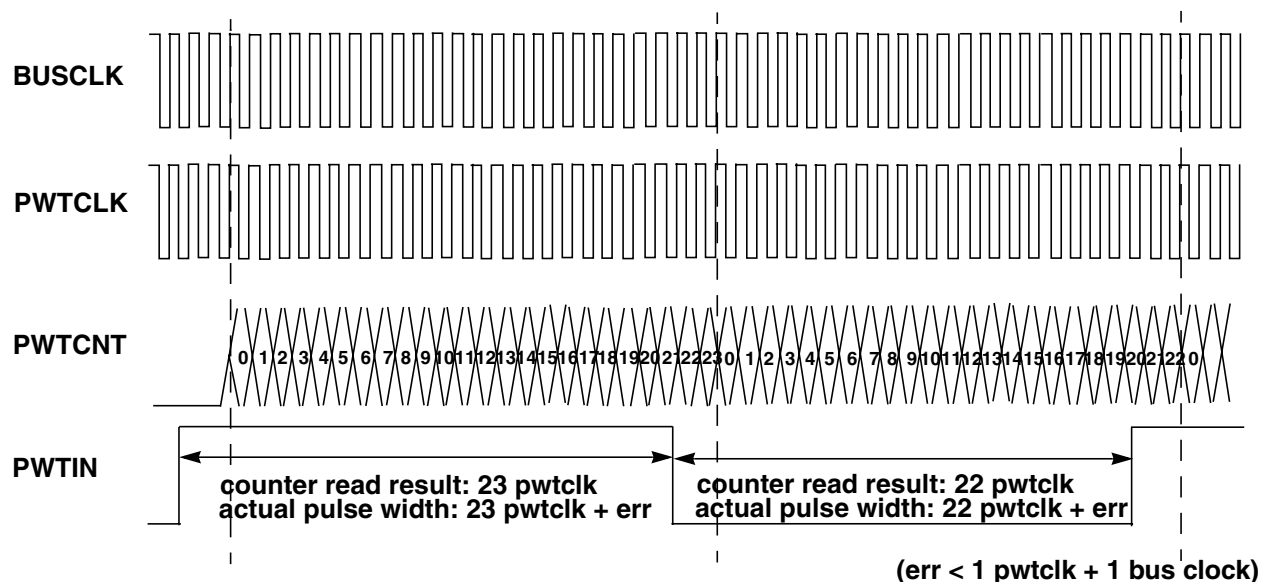 BUSCLK
PWTCLK
PWTCNT
0 1 2 3 4 5 6 7 8 9 10 11 12 13 14 15 16 17 18 19 20 21 22 23 0 1 2 3 4 5 6 7 8 9 10 11 12 13 14 15 16 17 18 19 20 21 22 0
PWTIN
counter read result: 23 pwtclk
actual pulse width: 23 pwtclk + err
counter read result: 22 pwtclk
actual pulse width: 22 pwtclk + err
(err < 1 pwtclk + 1 bus clock)